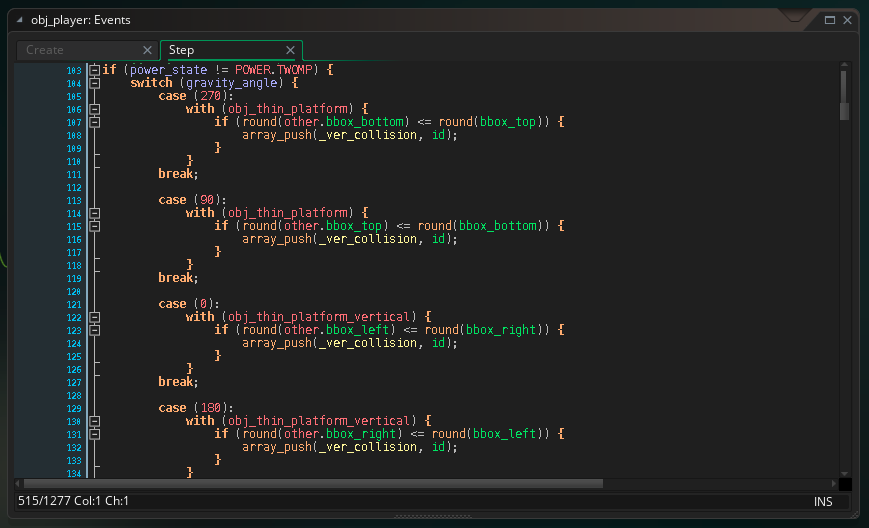 obj_player: Events
Create
Step
103 if (power_state != POWER.TWOMP) {
104 switch (gravity_angle) {
105 case (270):
106 with (obj_thin_platform) {
107 if (round(other.bbox_bottom) <= round(bbox_top)) {
108 array_push(_ver_collision, id);
109 }
110 }
111 break;
112
113 case (90):
114 with (obj_thin_platform) {
115 if (round(other.bbox_top) <= round(bbox_bottom)) {
116 array_push(_ver_collision, id);
117 }
118 }
119 break;
120
121 case (0):
122 with (obj_thin_platform_vertical) {
123 if (round(other.bbox_left) <= round(bbox_right)) {
124 array_push(_ver_collision, id);
125 }
126 }
127 break;
128
129 case (180):
130 with (obj_thin_platform_vertical) {
131 if (round(other.bbox_right) <= round(bbox_left)) {
132 array_push(_ver_collision, id);
133 }
134 }
515/1277 Col:1 Ch:1
INS